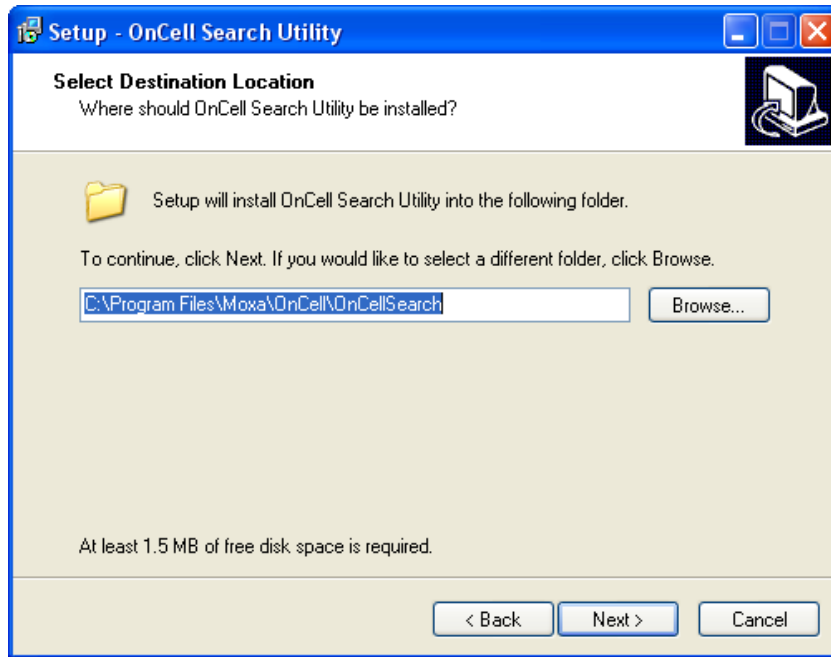 Setup - OnCell Search Utility
Select Destination Location
Where should OnCell Search Utility be installed?
Setup will install OnCell Search Utility into the following folder.
To continue, click Next. If you would like to select a different folder, click Browse.
C:\Program Files\Moxa\OnCell\OnCellSearch
Browse...
At least 1.5 MB of free disk space is required.
< Back
Next >
Cancel